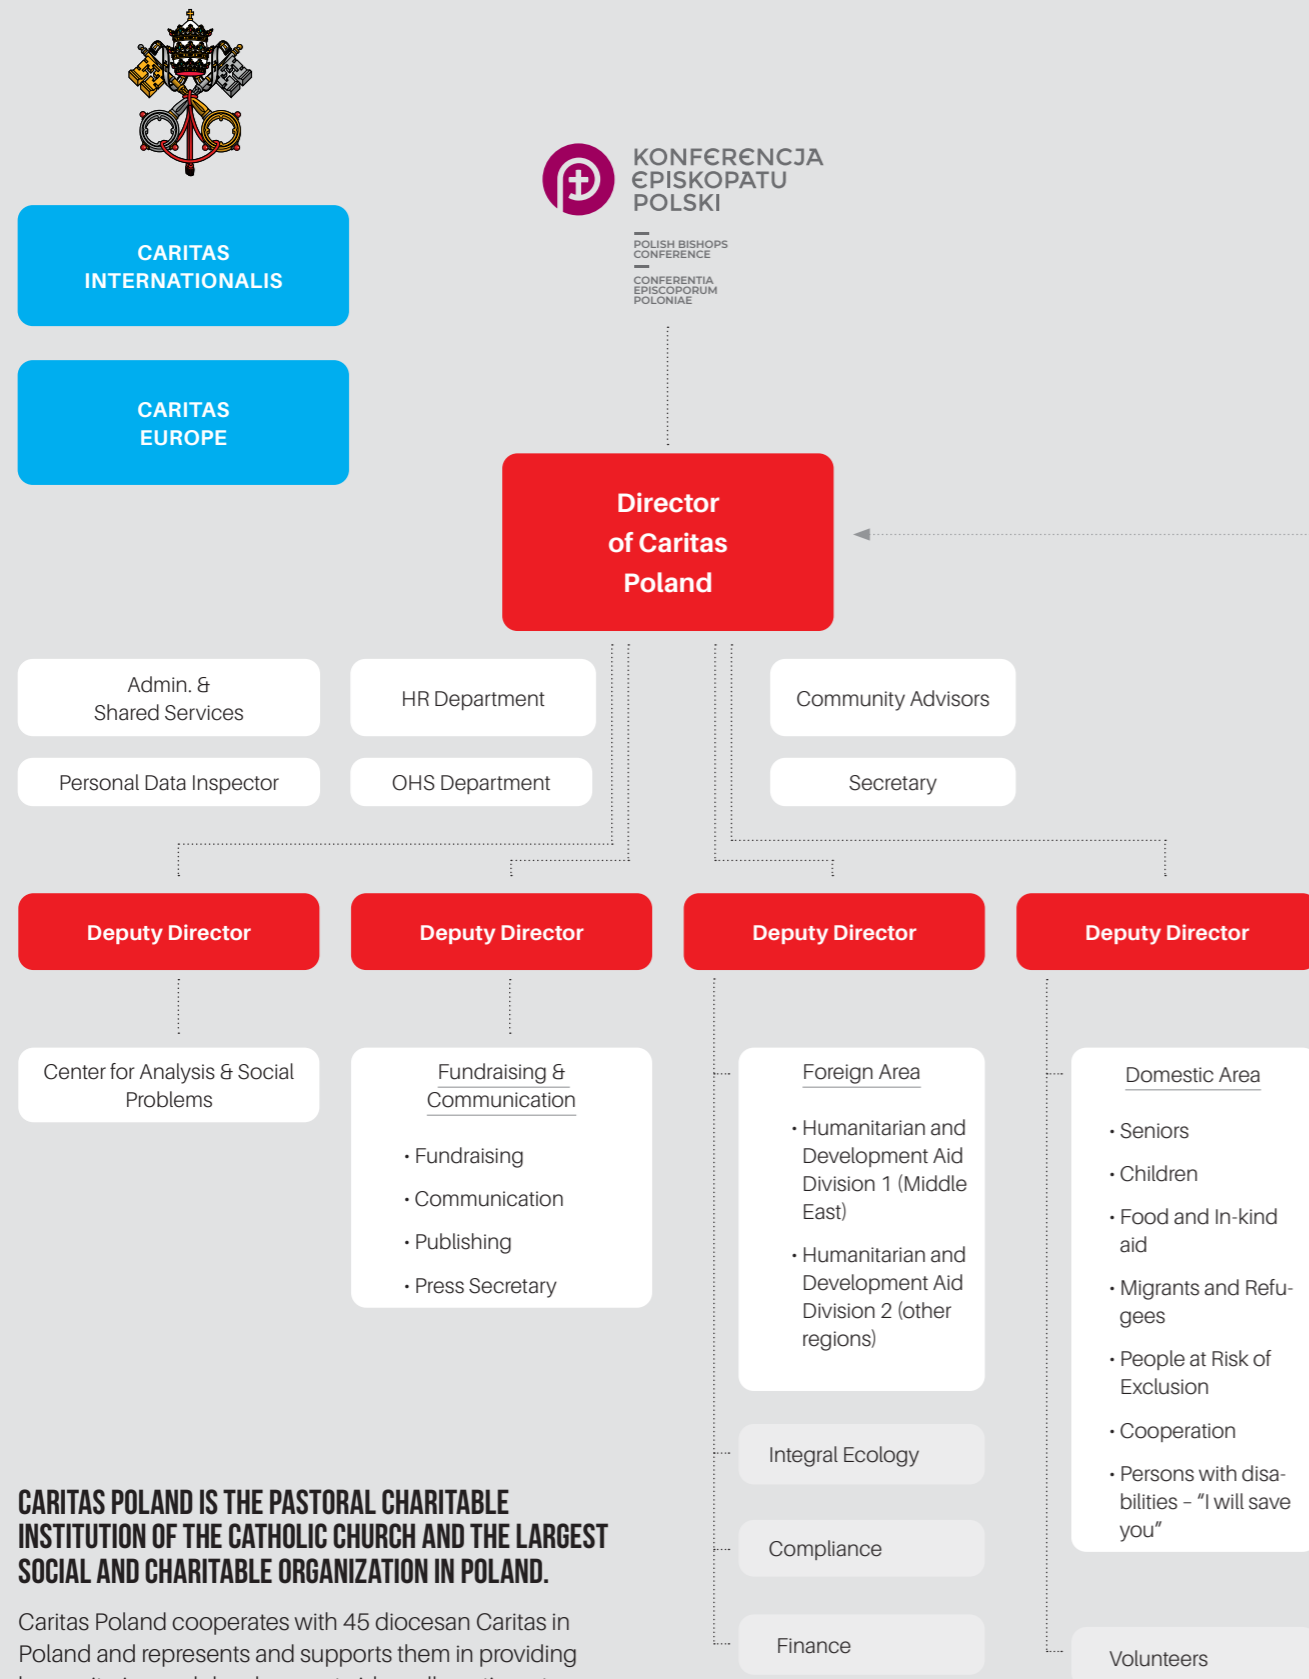 KONFERENCJA
EPISKOPATU
POLSKI
POLISH BISHOPS
CONFERENCE
CONFERENTIA
EPISCOPORUM
POLONIAE
CARITAS
INTERNATIONALIS
CARITAS
EUROPE
Director
of Caritas
Poland
Admin. &
Shared Services
HR Department
Community Advisors
Personal Data Inspector
OHS Department
Secretary
Deputy Director
Deputy Director
Deputy Director
Deputy Director
Center for Analysis & Social
Problems
Fundraising &
Communication
• Fundraising
• Communication
• Publishing
• Press Secretary
Foreign Area
• Humanitarian and
Development Aid
Division 1 (Middle
East)
• Humanitarian and
Development Aid
Division 2 (other
regions)
Integral Ecology
Compliance
Finance
Domestic Area
• Seniors
• Children
• Food and In-kind
aid
• Migrants and Refu-
gees
• People at Risk of
Exclusion
• Cooperation
• Persons with disa-
bilities – "I will save
you"
Volunteers
CARITAS POLAND IS THE PASTORAL CHARITABLE
INSTITUTION OF THE CATHOLIC CHURCH AND THE LARGEST
SOCIAL AND CHARITABLE ORGANIZATION IN POLAND.
Caritas Poland cooperates with 45 diocesan Caritas in
Poland and represents and supports them in providing